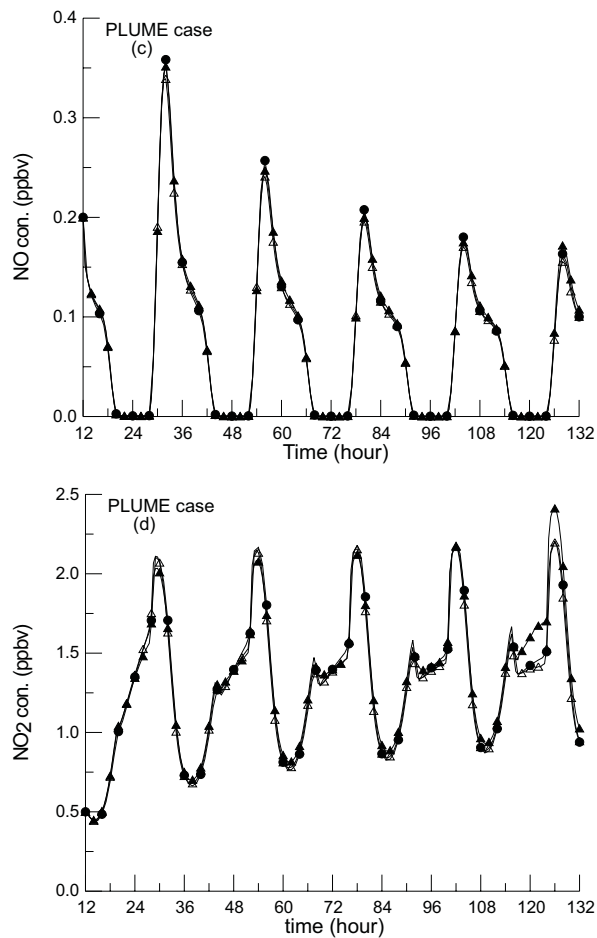 PLUME case
(c)
0.4
0.3
0.2
0.1
0.0
NO con. (ppbv)
12 24 36 48 60 72 84 96 108 120 132
Time (hour)
PLUME case
(d)
2.5
2.0
1.5
1.0
0.5
0.0
NO2 con. (ppbv)
12 24 36 48 60 72 84 96 108 120 132
time (hour)